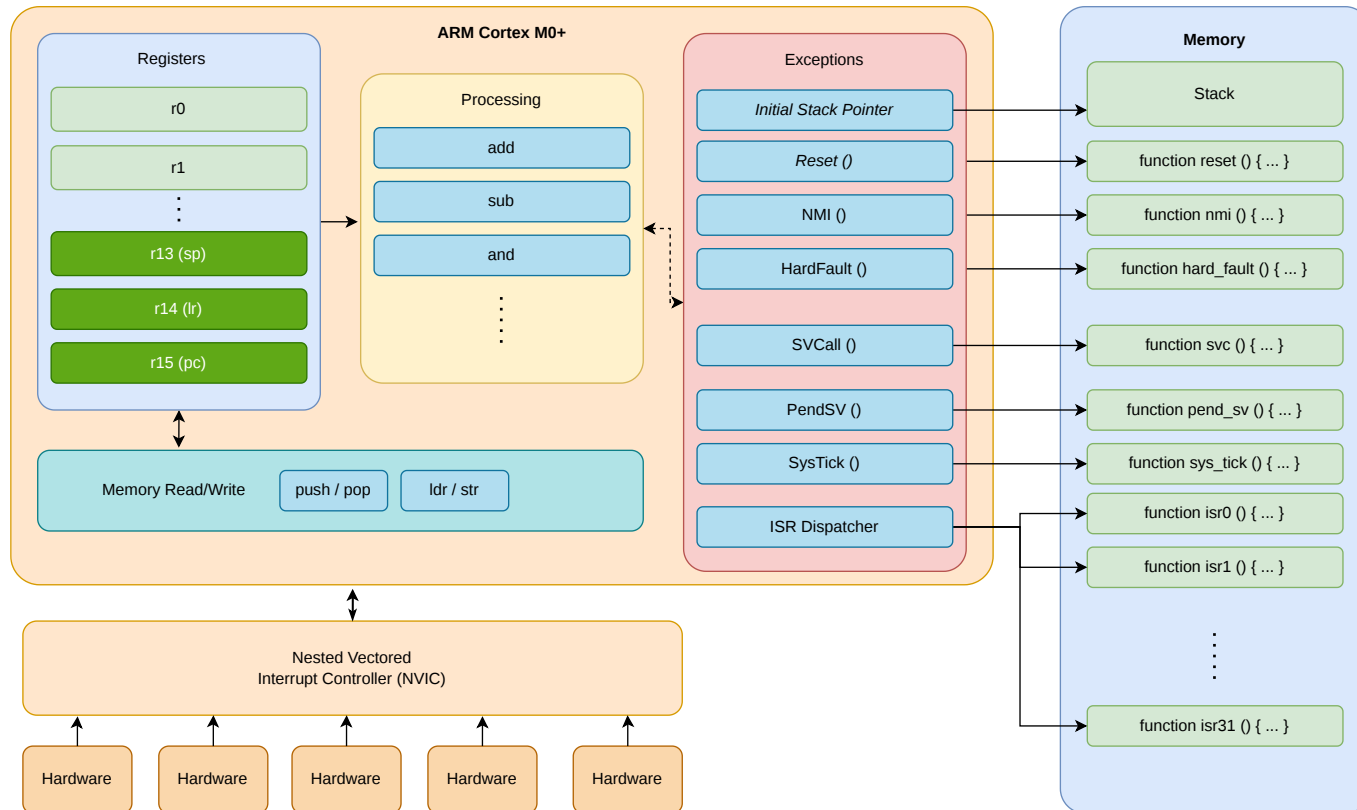 ARM Cortex M0+
Registers
r0
r1
r13 (sp)
r14 (lr)
r15 (pc)
Processing
add
sub
and
Exceptions
Initial Stack Pointer
Reset ()
NMI ()
HardFault ()
SVCall ()
PendSV ()
SysTick ()
ISR Dispatcher
Memory Read/Write
push / pop
ldr / str
Nested Vectored
Interrupt Controller (NVIC)
Hardware
Hardware
Hardware
Hardware
Hardware
Memory
Stack
function reset () { ... }
function nmi () { ... }
function hard_fault () { ... }
function svc () { ... }
function pend_sv () { ... }
function sys_tick () { ... }
function isr0 () { ... }
function isr1 () { ... }
function isr31 () { ... }